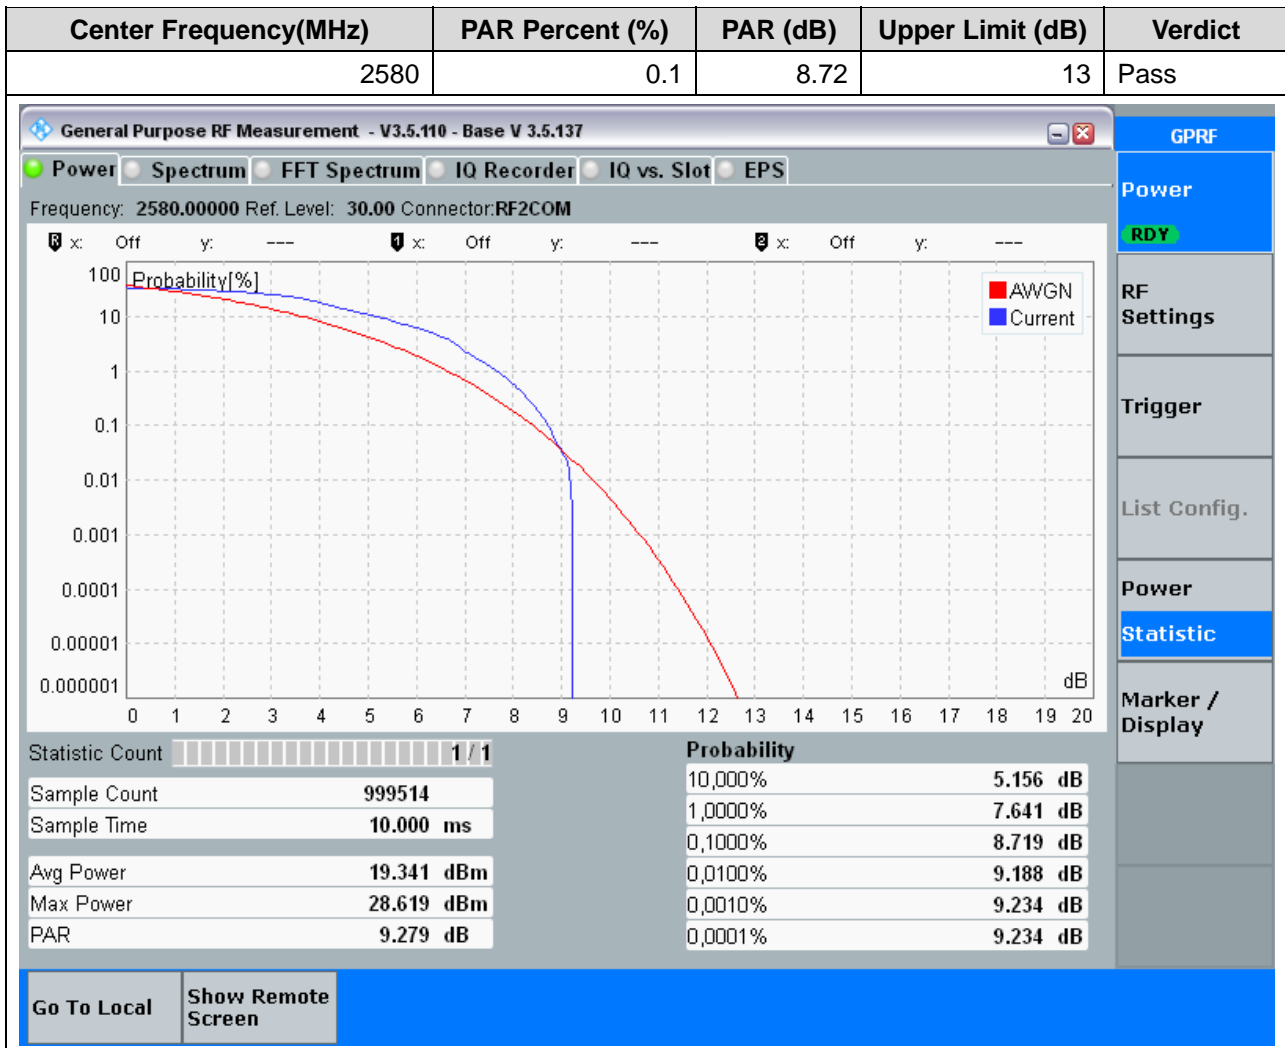 Center Frequency(MHz) PAR Percent (%) PAR (dB) Upper Limit (dB) Verdict
2580 0.1 8.72 13 Pass
General Purpose RF Measurement - V3.5.110 - Base V 3.5.137
GPRF
Power Spectrum FFT Spectrum IQ Recorder IQ vs. Slot EPS
Frequency: 2580.00000 Ref. Level: 30.00 Connector:RF2COM
R x: Off y: --- 1 x: Off y: --- 2 x: Off y: ---
Probability[%]
AWGN
Current
100
10
1
0.1
0.01
0.001
0.0001
0.00001
0.000001
dB
0 1 2 3 4 5 6 7 8 9 10 11 12 13 14 15 16 17 18 19 20
Statistic Count 1 / 1
Sample Count 999514
Sample Time 10.000 ms
Avg Power 19.341 dBm
Max Power 28.619 dBm
PAR 9.279 dB
Probability
10,000% 5.156 dB
1,0000% 7.641 dB
0,1000% 8.719 dB
0,0100% 9.188 dB
0,0010% 9.234 dB
0,0001% 9.234 dB
Power
RDY
RF
Settings
Trigger
List Config.
Power
Statistic
Marker /
Display
Go To Local
Show Remote
Screen